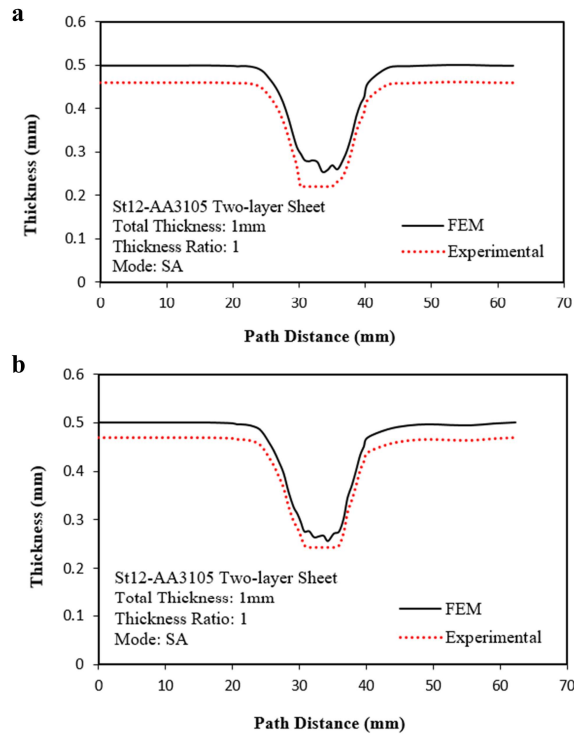 a
0.6
0.5
0.4
0.3
0.2
0.1
0
Thickness (mm)
St12-AA3105 Two-layer Sheet
Total Thickness: 1mm
Thickness Ratio: 1
Mode: SA
FEM
Experimental
0 10 20 30 40 50 60 70
Path Distance (mm)
b
0.6
0.5
0.4
0.3
0.2
0.1
0
Thickness (mm)
St12-AA3105 Two-layer Sheet
Total Thickness: 1mm
Thickness Ratio: 1
Mode: SA
FEM
Experimental
0 10 20 30 40 50 60 70
Path Distance (mm)